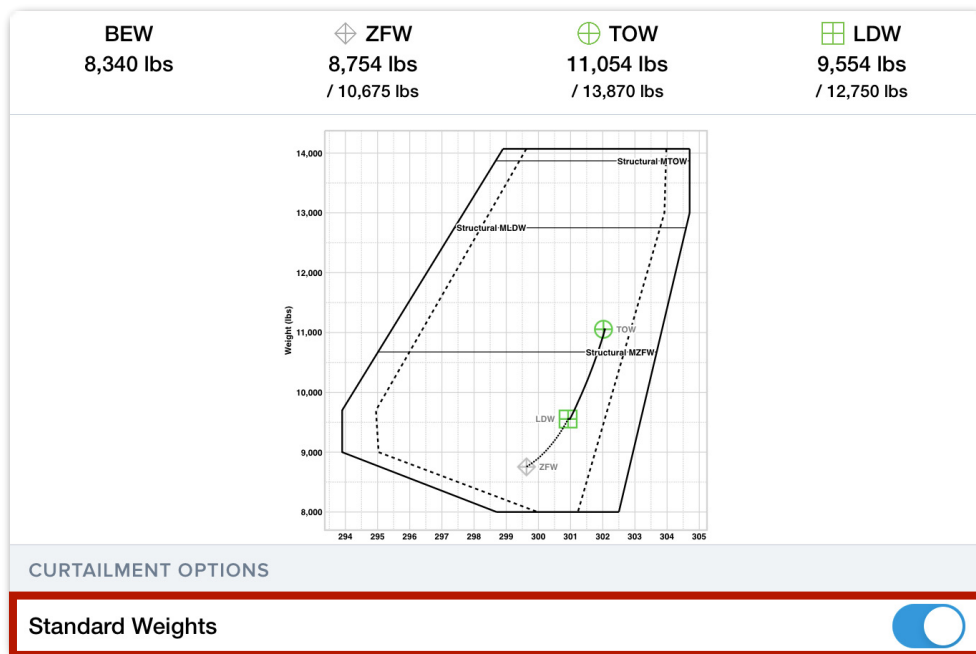 BEW
8,340 lbs
ZFW
8,754 lbs
/ 10,675 lbs
TOW
11,054 lbs
/ 13,870 lbs
LDW
9,554 lbs
/ 12,750 lbs
14,000
Structural MTOW
13,000
Structural MLDW
12,000
Weight (lbs)
11,000
TOW
Structural MZFW
10,000
LDW
9,000
ZFW
8,000
294 295 296 297 298 299 300 301 302 303 304 305
CURTAILMENT OPTIONS
Standard Weights